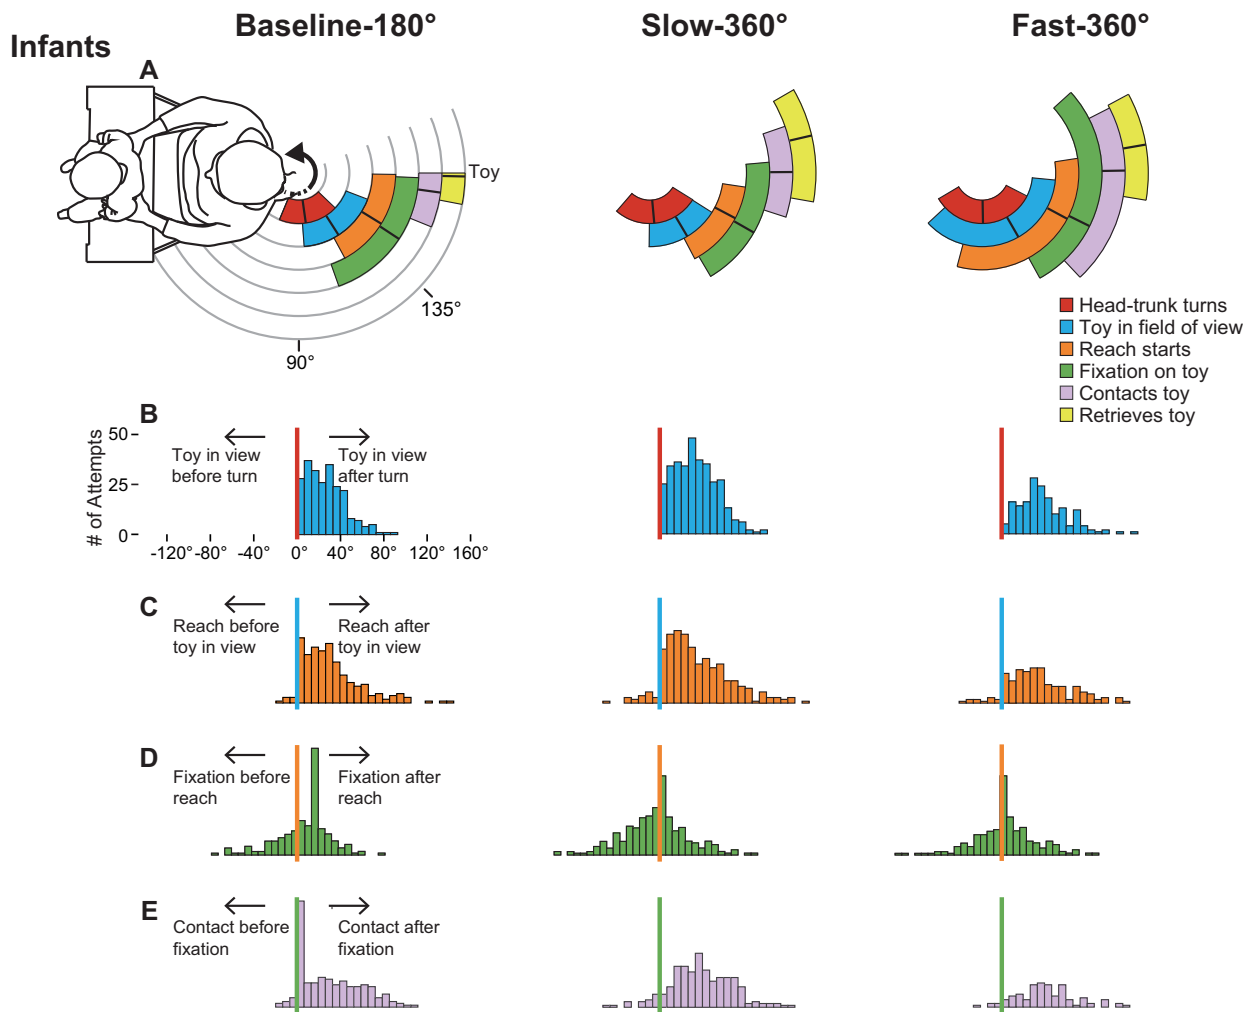 Baseline-180° Slow-360° Fast-360°
Infants
A
Toy
135°
90°
Head-trunk turns
Toy in field of view
Reach starts
Fixation on toy
Contacts toy
Retrieves toy
B
# of Attempts
50
25
0
Toy in view
before turn
Toy in view
after turn
-120° -80° -40° 0° 40° 80° 120° 160°
C
Reach before
toy in view
Reach after
toy in view
D
Fixation before
reach
Fixation after
reach
E
Contact before
fixation
Contact after
fixation